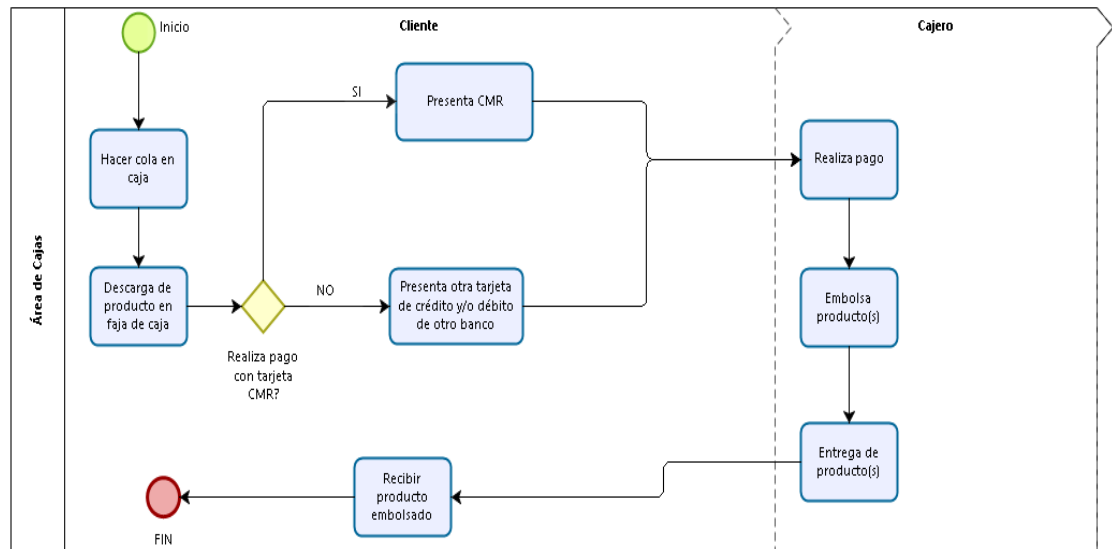 Inicio
Cliente
Cajero
Área de Cajas
SI
Presenta CMR
Hacer cola en
caja
Realiza pago
Descarga de
producto en
faja de caja
NO
Presenta otra tarjeta
de crédito y/o débito
de otro banco
Embolsa
producto(s)
Realiza pago
con tarjeta
CMR?
Entrega de
producto(s)
Recibir
producto
embolsado
FIN